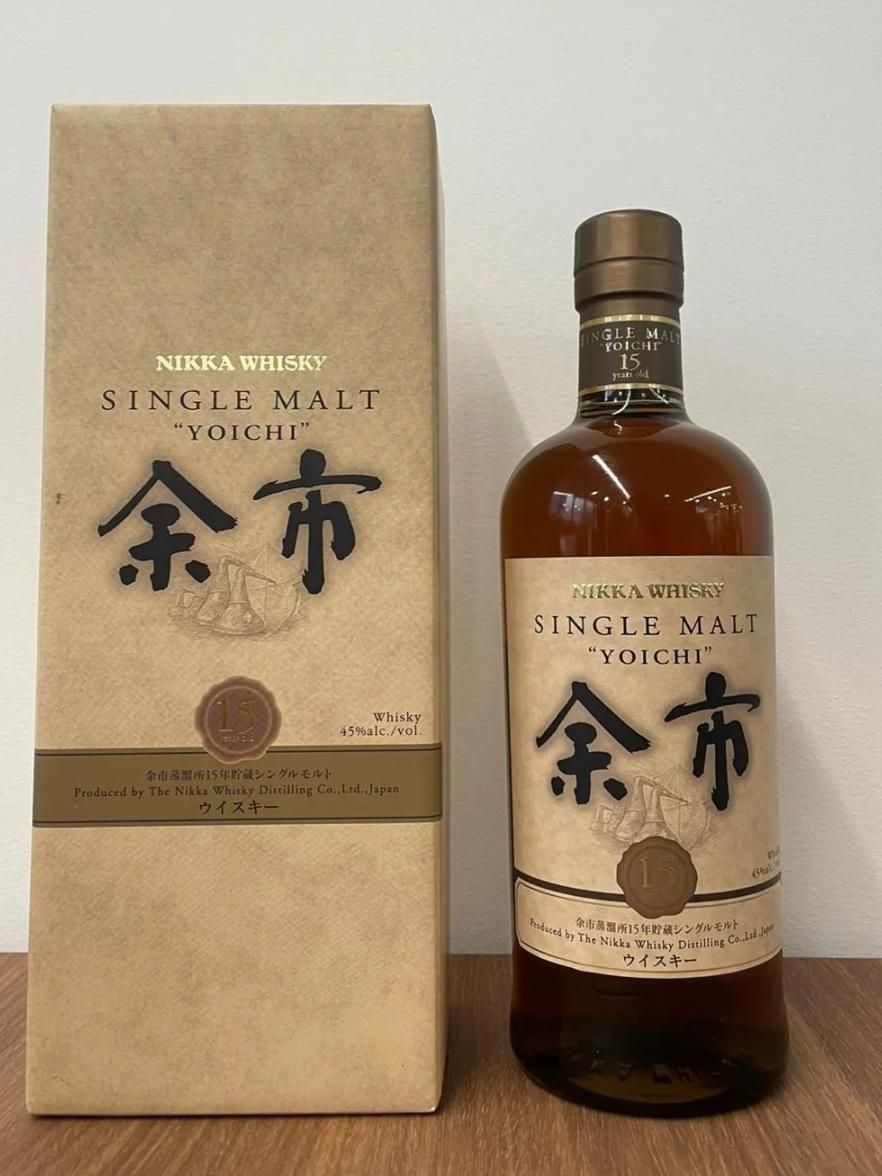 NIKKA WHISKY
SINGLE MALT
“YOICHI”
余市
15
years old
Whisky
45%alc./vol.
余市蒸溜所15年貯蔵シングルモルト
Produced by The Nikka Whisky Distilling Co.,Ltd.,Japan
ウイスキー
SINGLE MALT
“YOICHI”
15
years old
NIKKA WHISKY
SINGLE MALT
“YOICHI”
余市
15
45%alc.
余市蒸溜所15年貯蔵シングルモルト
Produced by The Nikka Whisky Distilling Co.,Ltd.,Japan
ウイスキー